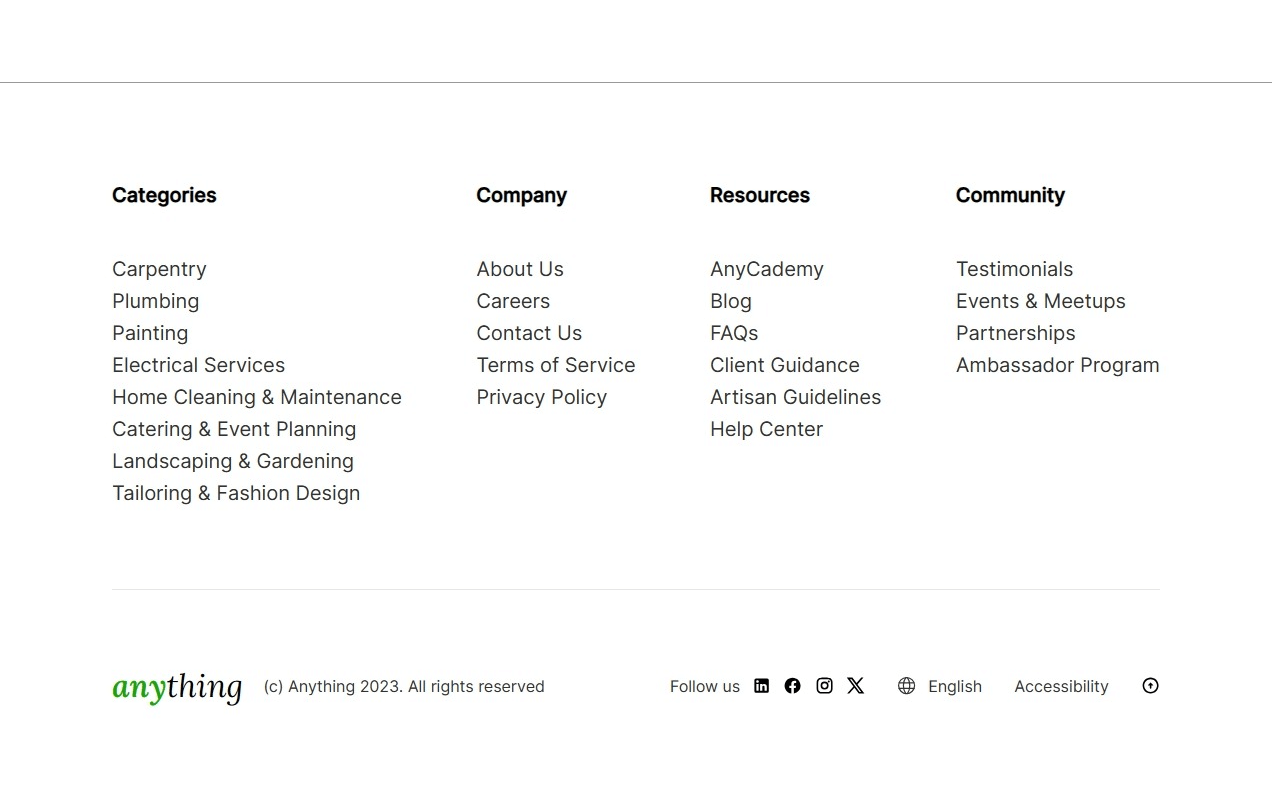 Categories
Carpentry
Plumbing
Painting
Electrical Services
Home Cleaning & Maintenance
Catering & Event Planning
Landscaping & Gardening
Tailoring & Fashion Design
Company
About Us
Careers
Contact Us
Terms of Service
Privacy Policy
Resources
AnyCademy
Blog
FAQs
Client Guidance
Artisan Guidelines
Help Center
Community
Testimonials
Events & Meetups
Partnerships
Ambassador Program
anything
(c) Anything 2023. All rights reserved
Follow us
English
Accessibility